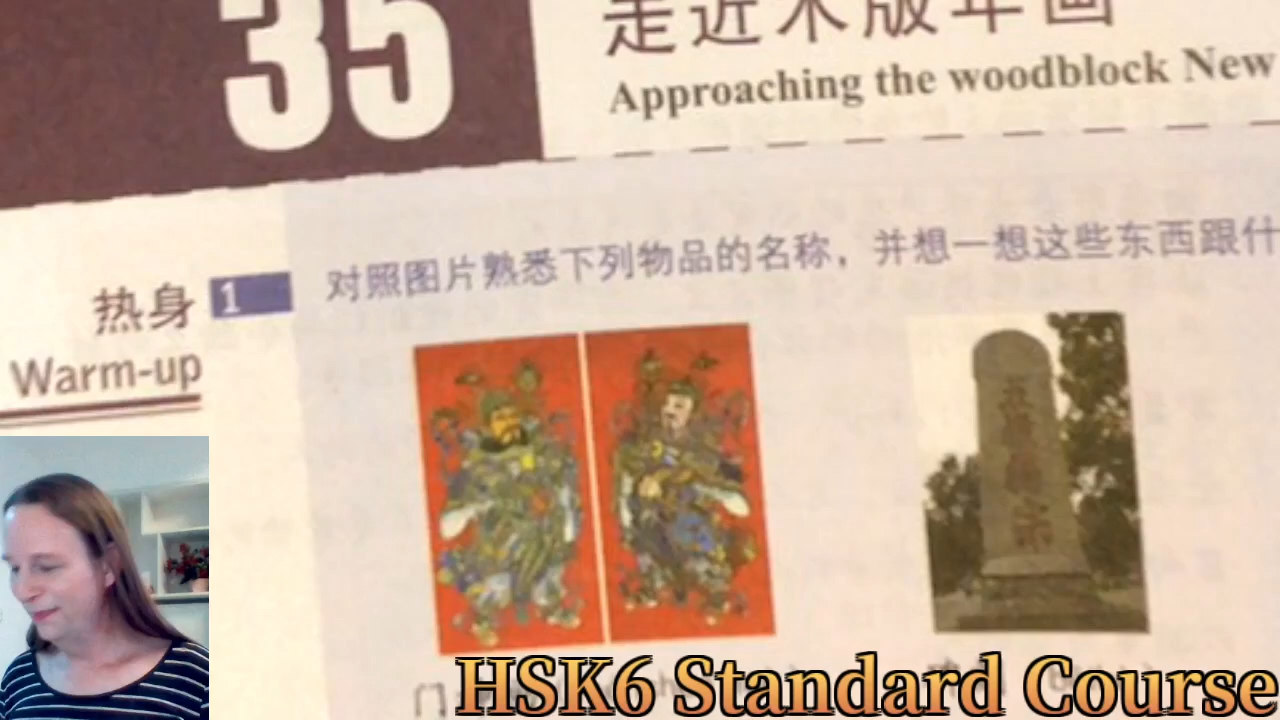 35
走近木版年画
Approaching the woodblock New
热身
Warm-up
1
对照图片熟悉下列物品的名称，并想一想这些东西跟什
门
HSK6 Standard Course